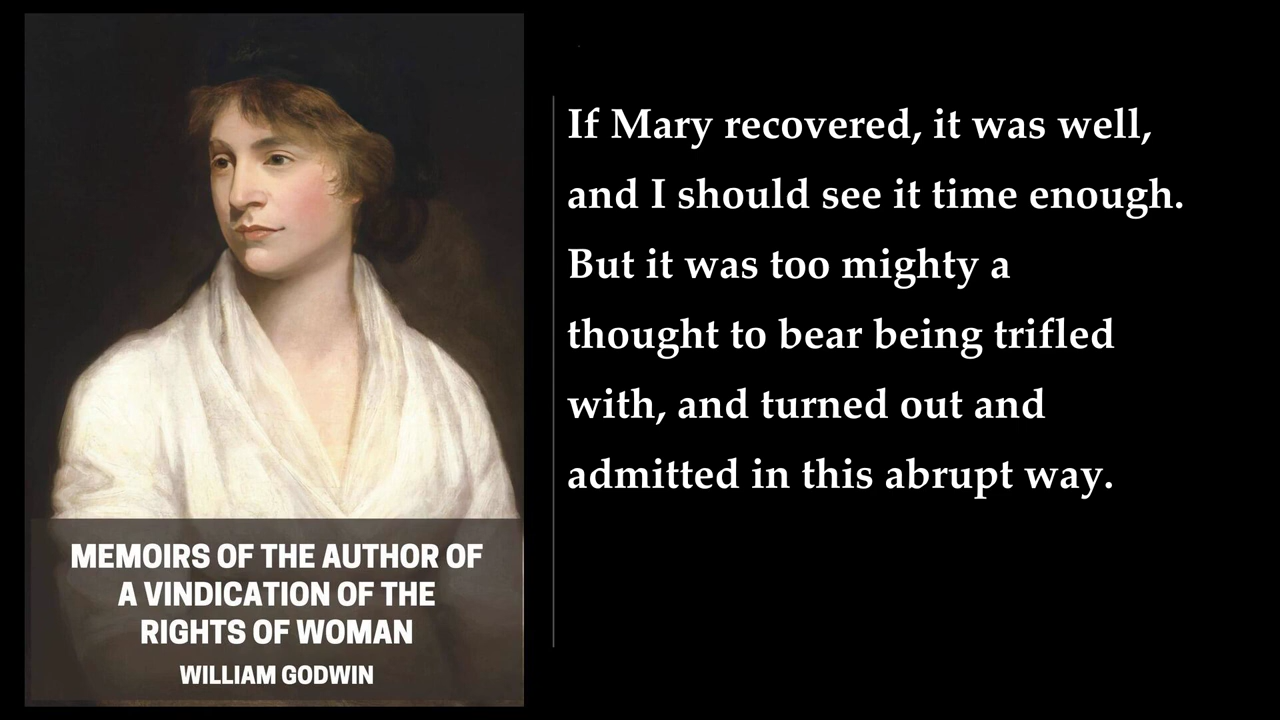 MEMOIRS OF THE AUTHOR OF
A VINDICATION OF THE
RIGHTS OF WOMAN
WILLIAM GODWIN
If Mary recovered, it was well,
and I should see it time enough.
But it was too mighty a
thought to bear being trifled
with, and turned out and
admitted in this abrupt way.